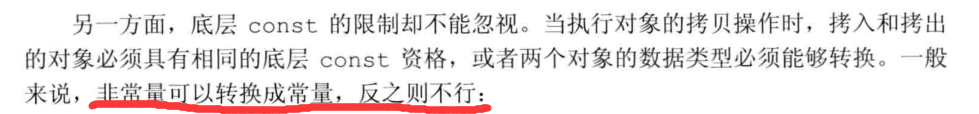 另一方面，底层 const 的限制却不能忽视。当执行对象的拷贝操作时，拷入和拷出
的对象必须具有相同的底层 const 资格，或者两个对象的数据类型必须能够转换。一般
来说，非常量可以转换成常量，反之则不行：